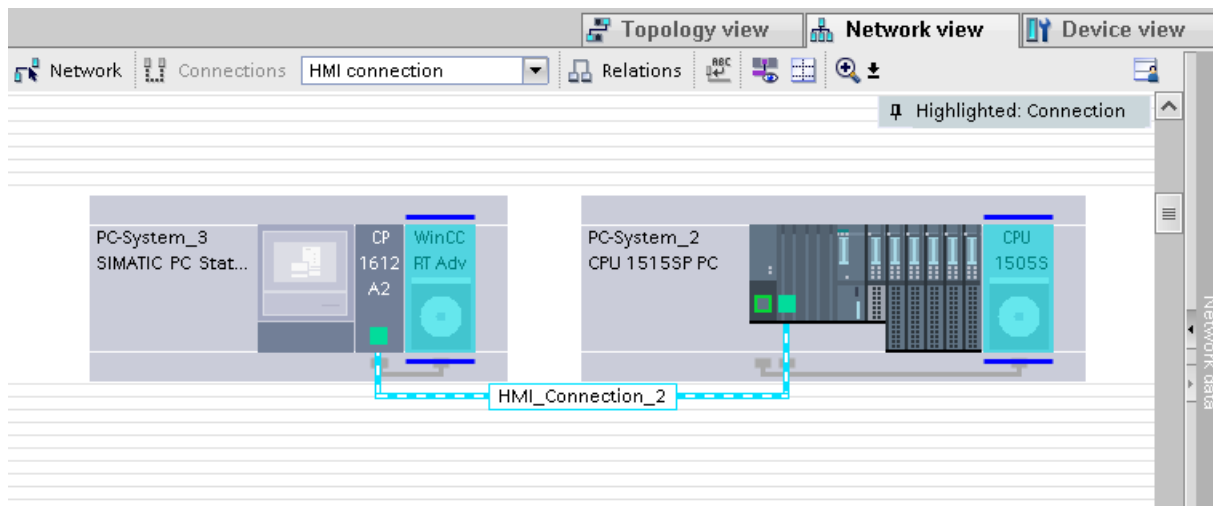 Topology view
Network view
Device view
Network
Connections
HMI connection
Relations
ABC
Highlighted: Connection
PC-System_3
SIMATIC PC Stat...
CP
1612
A2
WinCC
RT Adv
PC-System_2
CPU 1515SP PC
CPU
1505S
HMI_Connection_2
Network data